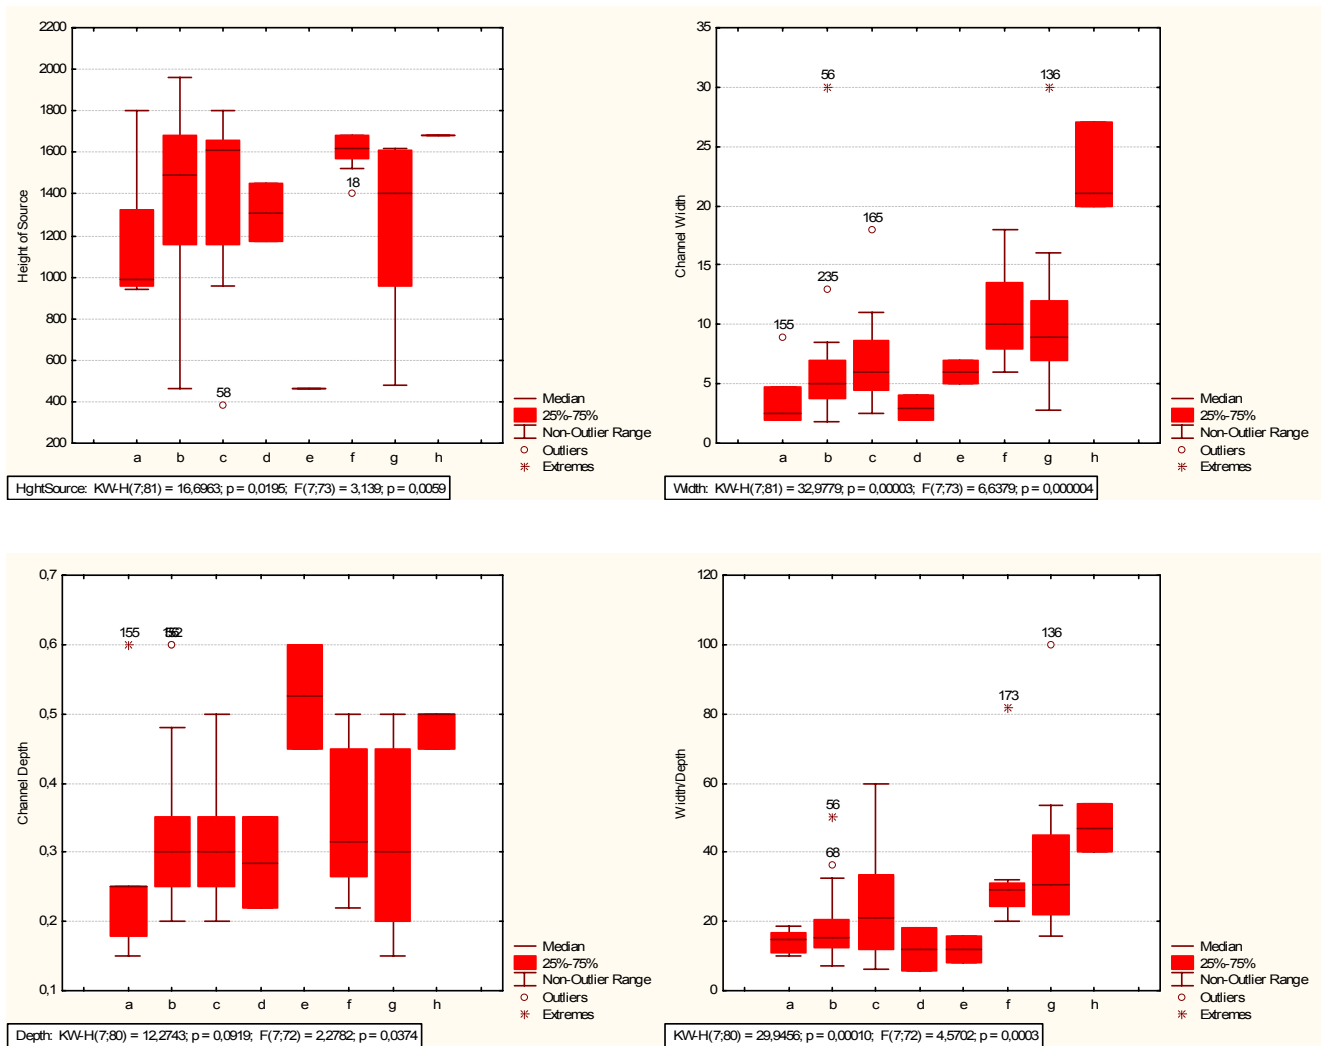 2200
2000
1800
1600
1400
1200
1000
800
600
400
200
Height of Source
58
18
a b c d e f g h
Median
25%-75%
Non-Outlier Range
Outliers
Extremes
HghtSource: KW-H(7;81) = 16,6963; p = 0,0195; F(7;73) = 3,139; p = 0,0059
35
30
25
20
15
10
5
0
Channel Width
155
56
235
165
136
a b c d e f g h
Median
25%-75%
Non-Outlier Range
Outliers
Extremes
Width: KW-H(7;81) = 32,9779; p = 0,00003; F(7;73) = 6,6379; p = 0,000004
0,7
0,6
0,5
0,4
0,3
0,2
0,1
Channel Depth
155
a b c d e f g h
Median
25%-75%
Non-Outlier Range
Outliers
Extremes
Depth: KW-H(7;80) = 12,2743; p = 0,0919; F(7;72) = 2,2782; p = 0,0374
120
100
80
60
40
20
0
Width/Depth
56
68
173
136
a b c d e f g h
Median
25%-75%
Non-Outlier Range
Outliers
Extremes
KW-H(7;80) = 29,9456; p = 0,00010; F(7;72) = 4,5702; p = 0,0003